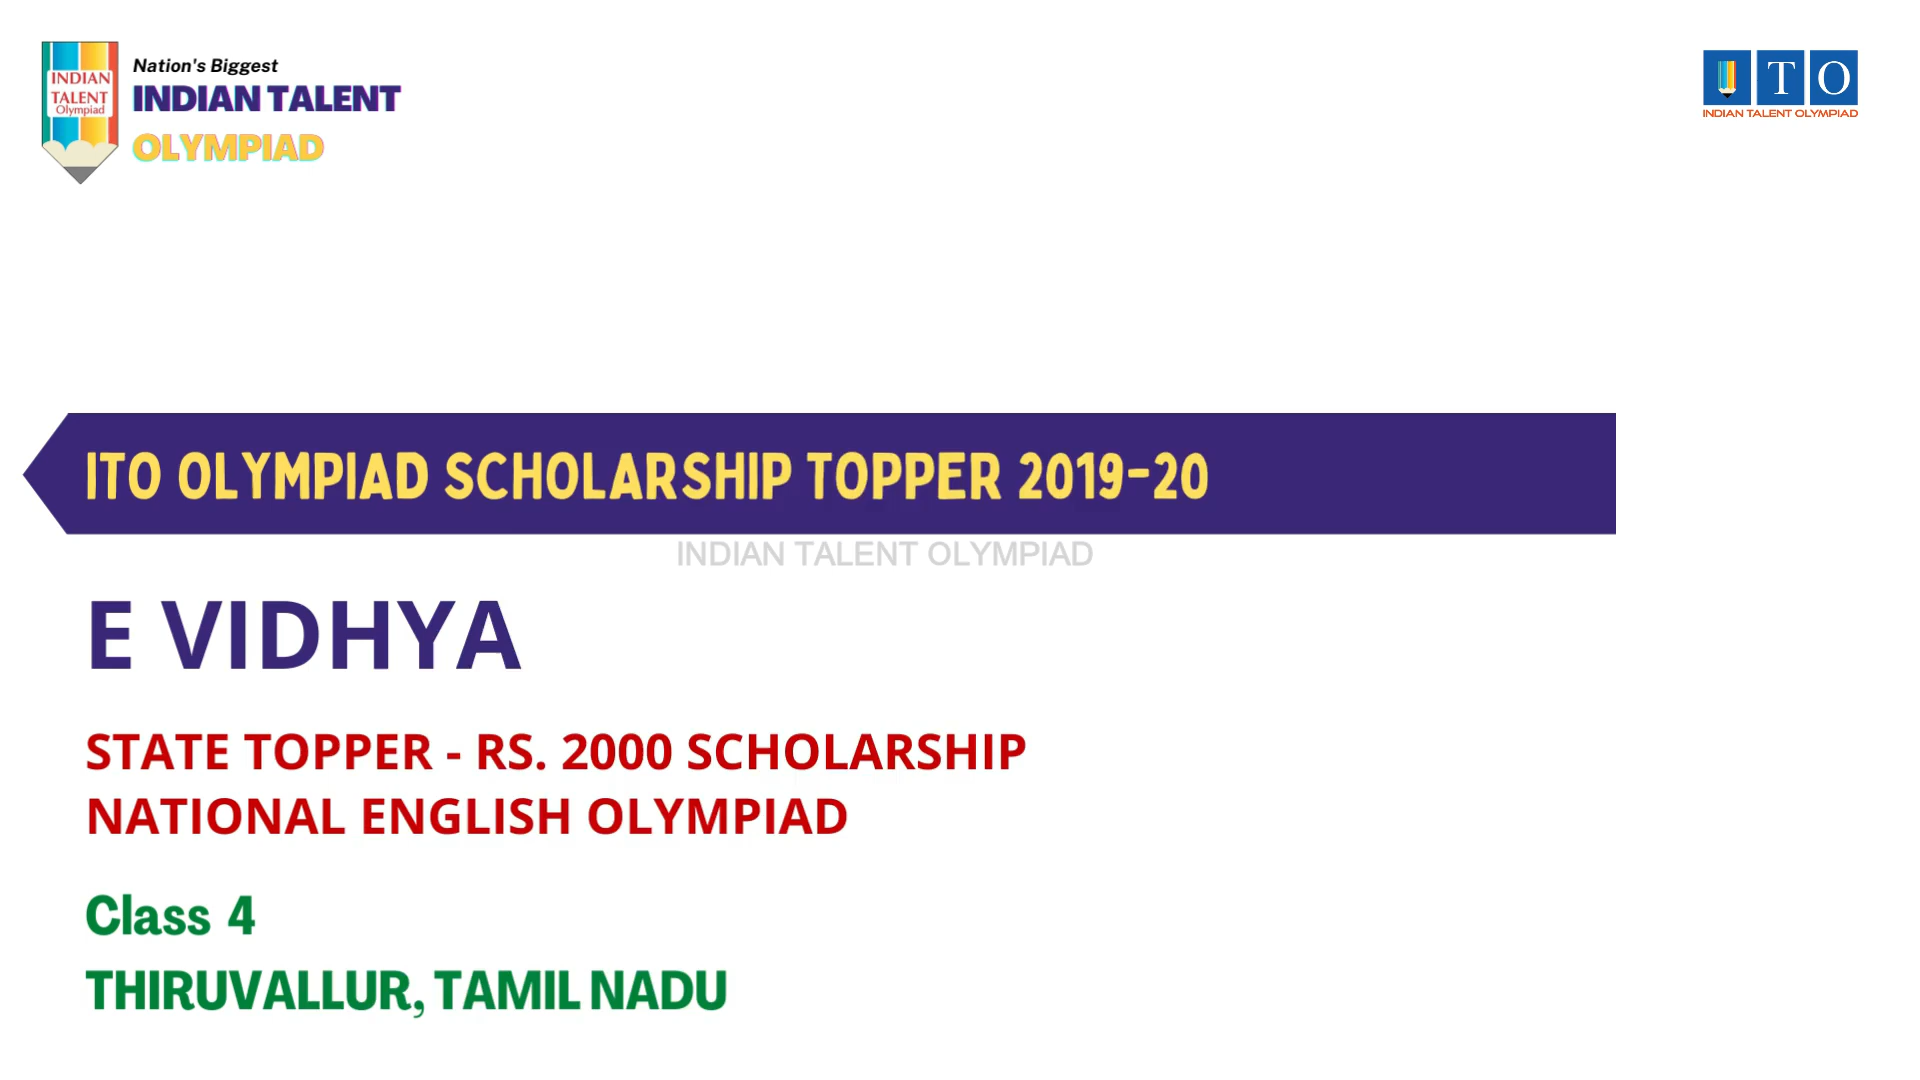 INDIAN
TALENT
Olympiad
Nation's Biggest
INDIAN TALENT
OLYMPIAD
T O
INDIAN TALENT OLYMPIAD
ITO OLYMPIAD SCHOLARSHIP TOPPER 2019-20
INDIAN TALENT OLYMPIAD
E VIDHYA
STATE TOPPER - RS. 2000 SCHOLARSHIP
NATIONAL ENGLISH OLYMPIAD
Class 4
THIRUVALLUR, TAMIL NADU